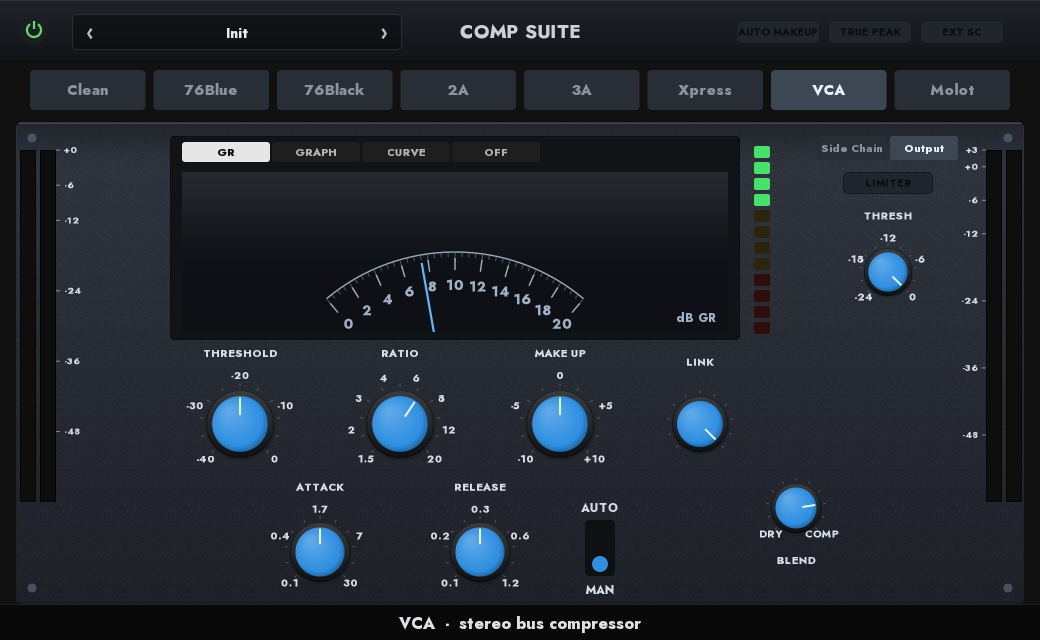 ‹ Init › COMP SUITE AUTO MAKEUP TRUE PEAK EXT SC
Clean 76Blue 76Black 2A 3A Xpress VCA Molot
GR GRAPH CURVE OFF
0 2 4 6 8 10 12 14 16 18 20
dB GR
+0
-6
-12
-24
-36
-48
Side Chain Output
LIMITER
THRESH
-24 -18 -12 -6 0
+3
+0
-6
-12
-24
-36
-48
THRESHOLD
-40 -30 -20 -10 0
RATIO
1.5 2 3 4 6 8 12 20
MAKE UP
-10 -5 0 +5 +10
LINK
ATTACK
0.1 0.4 1.7 7 30
RELEASE
0.1 0.2 0.3 0.6 1.2
AUTO
MAN
DRY COMP
BLEND
VCA - stereo bus compressor